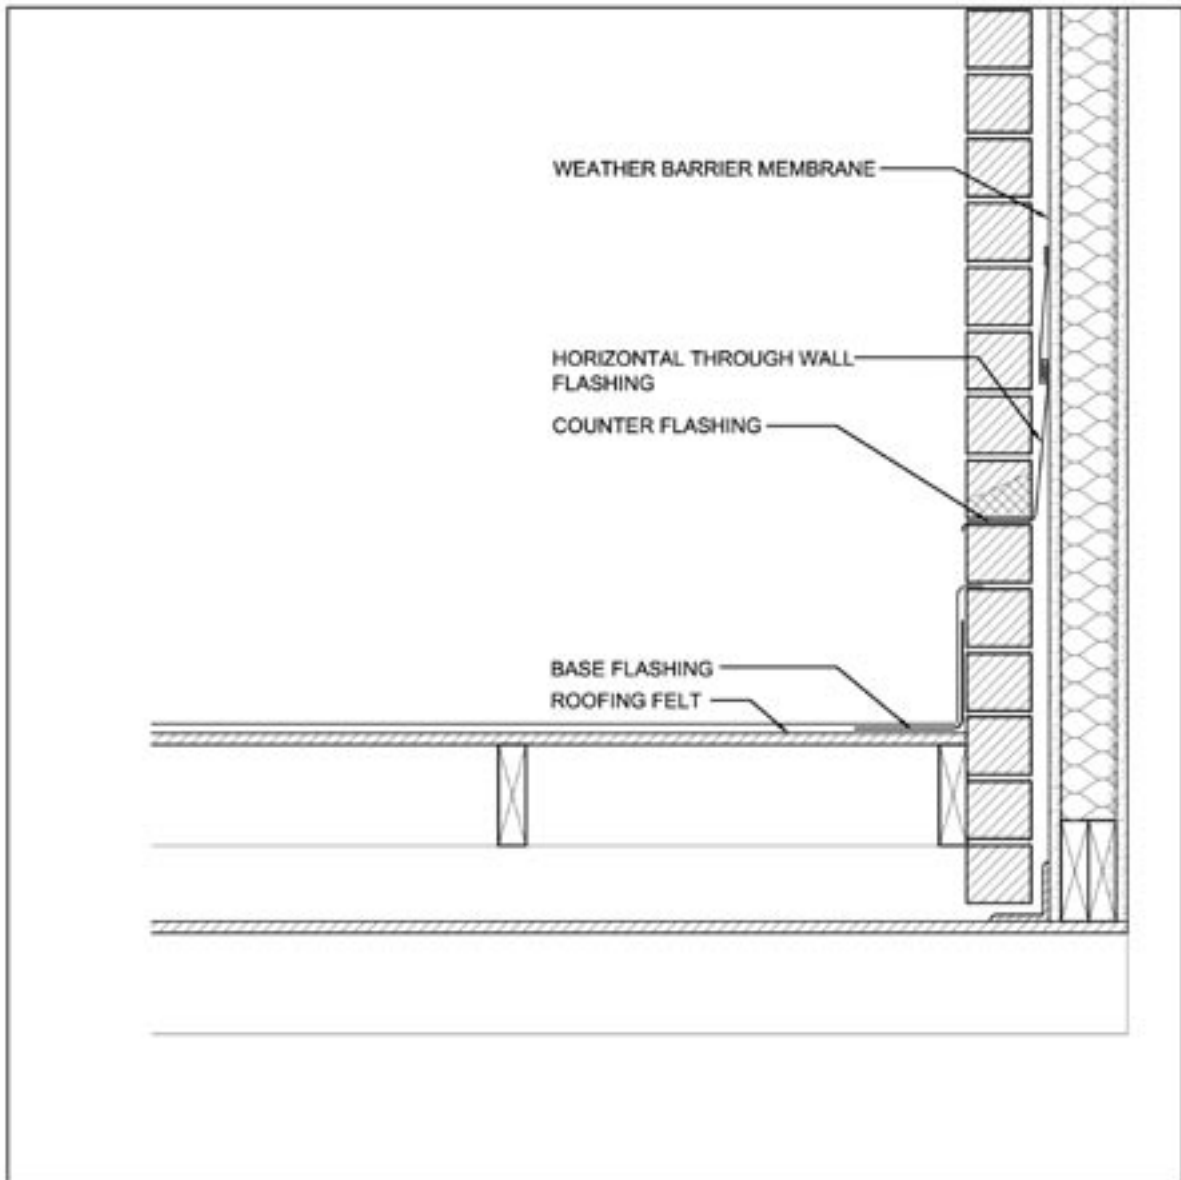 WEATHER BARRIER MEMBRANE
HORIZONTAL THROUGH WALL
FLASHING
COUNTER FLASHING
BASE FLASHING
ROOFING FELT